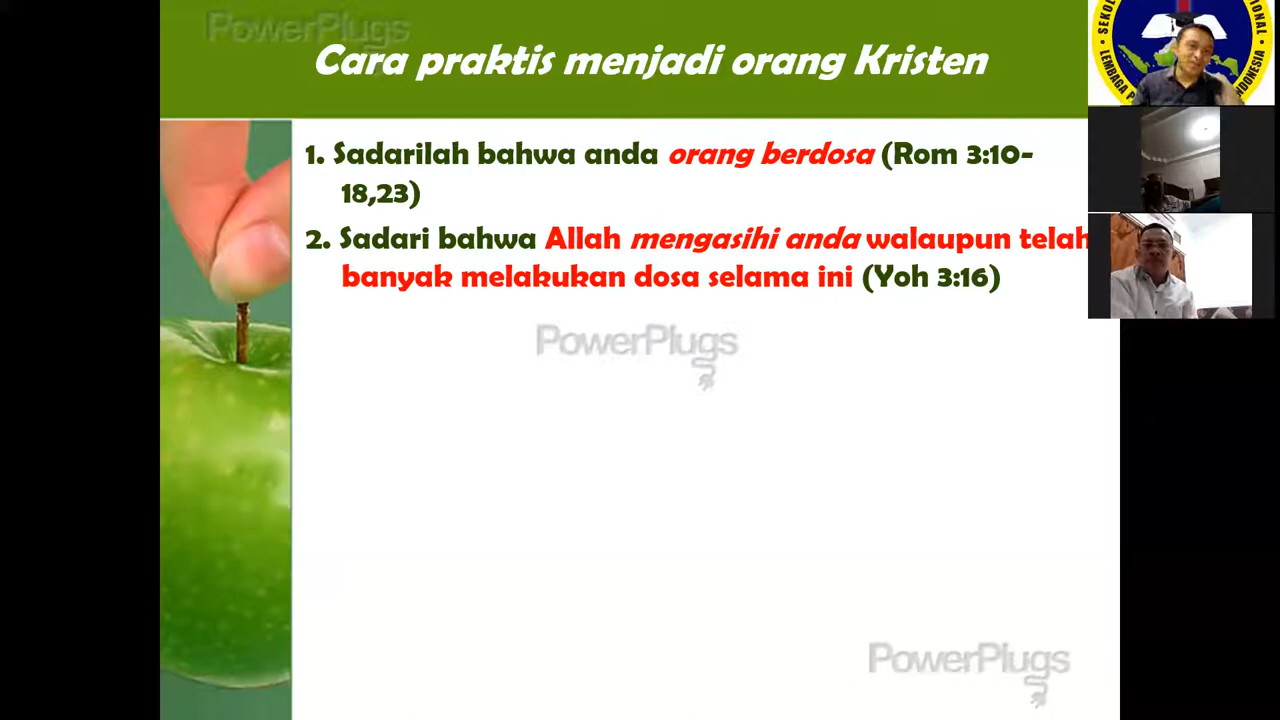 PowerPlugs
Cara praktis menjadi orang Kristen
1. Sadarilah bahwa anda orang berdosa (Rom 3:10-
18,23)
2. Sadari bahwa Allah mengasihi anda walaupun telah
banyak melakukan dosa selama ini (Yoh 3:16)
PowerPlugs
PowerPlugs
LEMBAGA P